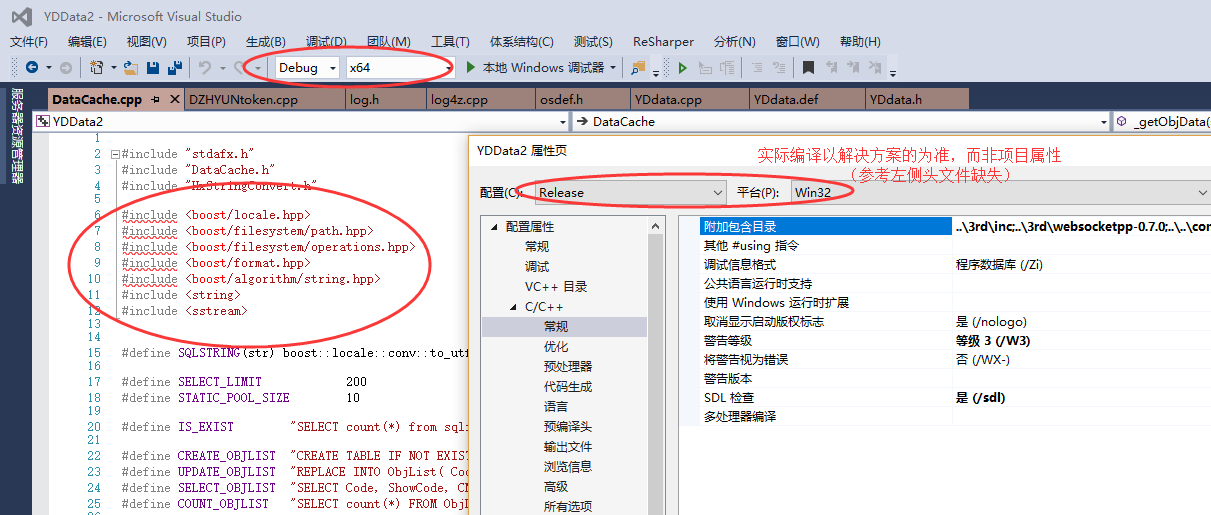 YDData2 - Microsoft Visual Studio
文件(F) 编辑(E) 视图(V) 项目(P) 生成(B) 调试(D) 团队(M) 工具(T) 体系结构(C) 测试(S) ReSharper 分析(N) 窗口(W) 帮助(H)
Debug x64 本地 Windows 调试器
服务器资源管理器
DataCache.cpp DZHYUNtoken.cpp log.h log4z.cpp osdef.h YDdata.cpp YDData.def YDData.h
YDData2 DataCache _getObjData(
1
2 #include "stdafx.h"
3 #include "DataCache.h"
4 #include "HxStringConvert.h"
5
6 #include <boost/locale.hpp>
7 #include <boost/filesystem/path.hpp>
8 #include <boost/filesystem/operations.hpp>
9 #include <boost/format.hpp>
10 #include <boost/algorithm/string.hpp>
11 #include <string>
12 #include <sstream>
13
14
15 #define SQLSTRING(str) boost::locale::conv::to_utf
16
17 #define SELECT_LIMIT 200
18 #define STATIC_POOL_SIZE 10
19
20 #define IS_EXIST "SELECT count(*) from sqli
21
22 #define CREATE_OBJLIST "CREATE TABLE IF NOT EXIST
23 #define UPDATE_OBJLIST "REPLACE INTO ObjList( Cod
24 #define SELECT_OBJLIST "SELECT Code, ShowCode, CN
25 #define COUNT_OBJLIST "SELECT count(*) FROM Obj
26
YDData2 属性页
实际编译以解决方案的为准，而非项目属性
（参考左侧头文件缺失）
配置(C): Release 平台(P): Win32
配置属性
常规
调试
VC++ 目录
C/C++
常规
优化
预处理器
代码生成
语言
预编译头
输出文件
浏览信息
高级
所有选项
附加包含目录 ..\3rd\inc;..\3rd\websocketpp-0.7.0;..\..\con
其他 #using 指令
调试信息格式 程序数据库 (/Zi)
公共语言运行时支持
使用 Windows 运行时扩展
取消显示启动版权标志 是 (/nologo)
警告等级 等级 3 (/W3)
将警告视为错误 否 (/WX-)
警告版本
SDL 检查 是 (/sdl)
多处理器编译